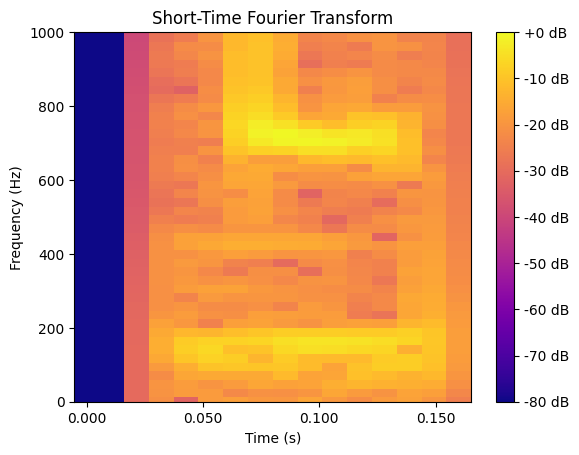 Short-Time Fourier Transform
1000
800
600
400
200
0
Frequency (Hz)
0.000
0.050
0.100
0.150
Time (s)
+0 dB
-10 dB
-20 dB
-30 dB
-40 dB
-50 dB
-60 dB
-70 dB
-80 dB